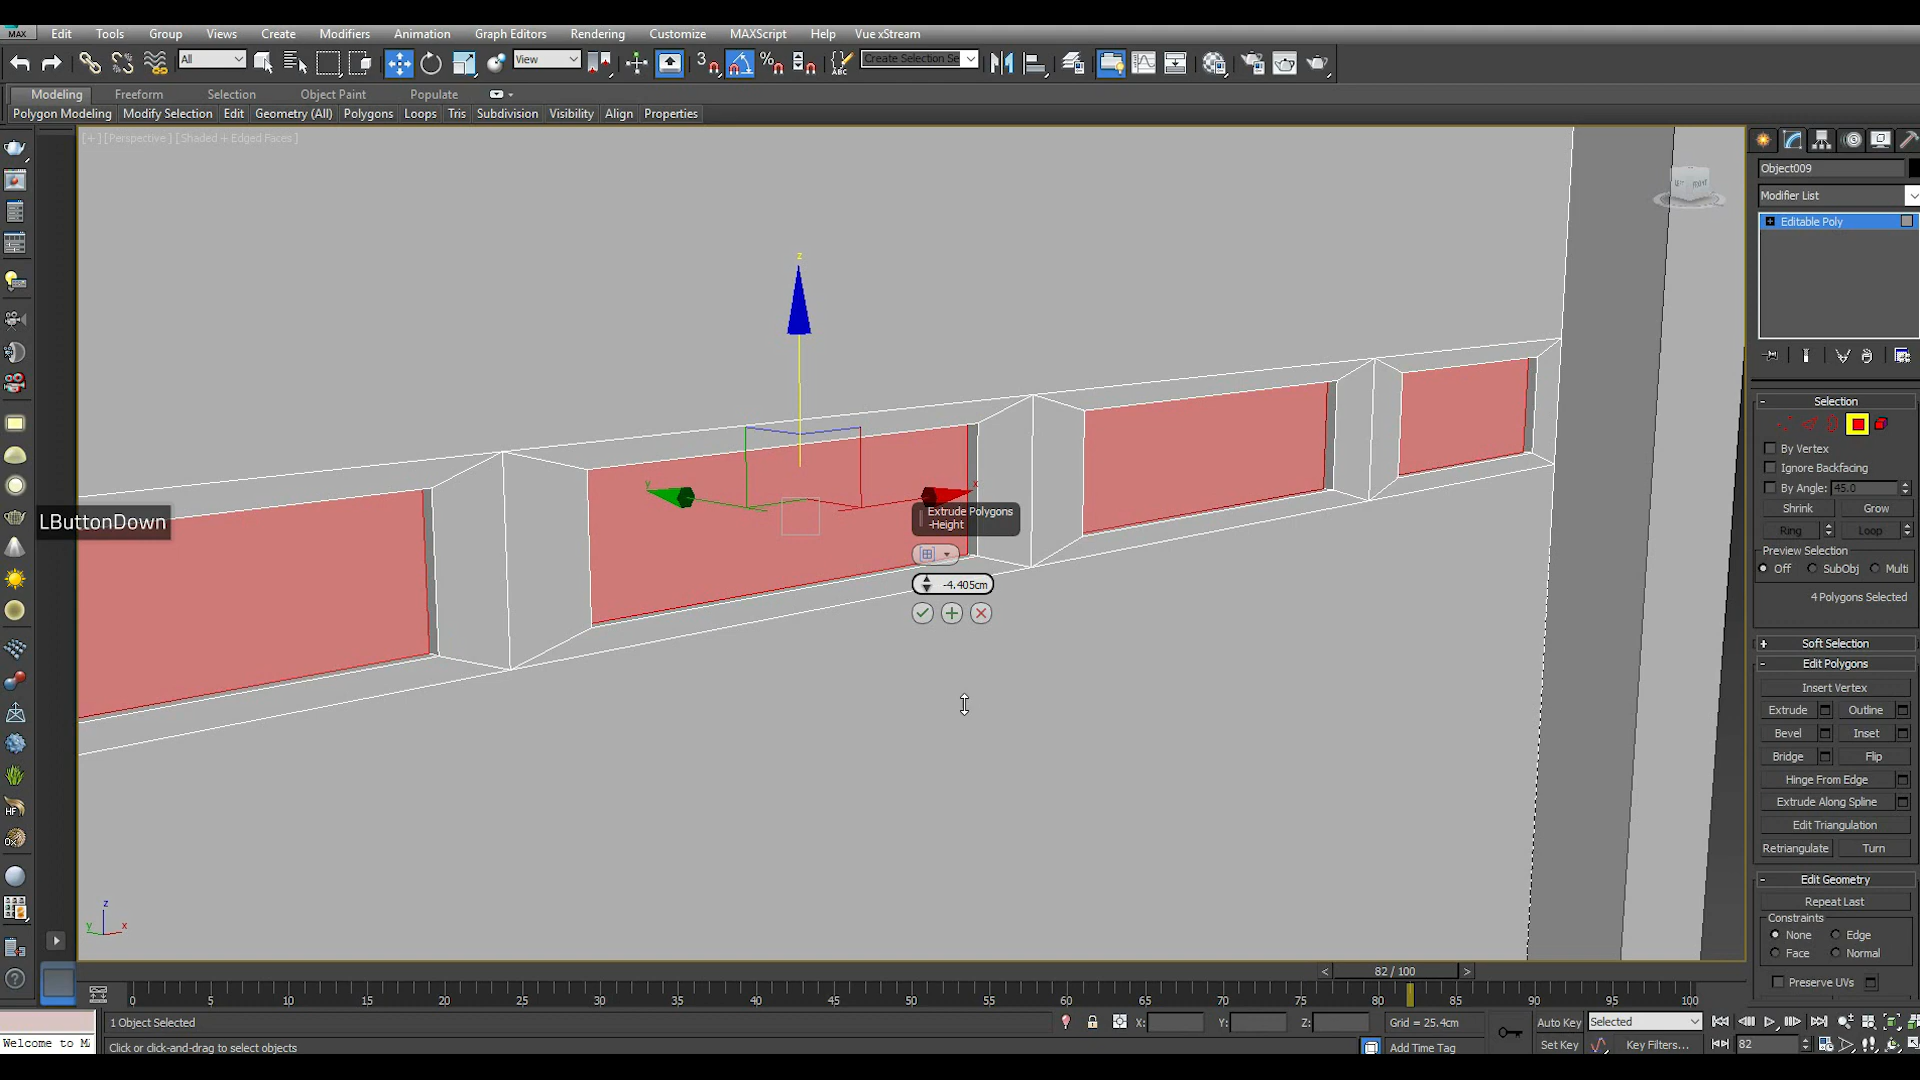 MAX Edit Tools Group Views Create Modifiers Animation Graph Editors Rendering Customize MAXScript Help Vue xStream
All View Create Selection Se
Modeling Freeform Selection Object Paint Populate
Polygon Modeling Modify Selection Edit Geometry (All) Polygons Loops Tris Subdivision Visibility Align Properties
[+] [Perspective] [Shaded + Edged Faces]
Object009
Modifier List
Editable Poly
z
y
x
Extrude Polygons
-Height
-4.405cm
LButtonDown
Selection
By Vertex
Ignore Backfacing
By Angle: 45.0
Shrink Grow
Ring Loop
Preview Selection
Off SubObj Multi
4 Polygons Selected
Soft Selection
Edit Polygons
Insert Vertex
Extrude Outline
Bevel Inset
Bridge Flip
Hinge From Edge
Extrude Along Spline
Edit Triangulation
Retriangulate Turn
Edit Geometry
Repeat Last
Constraints
None Edge
Face Normal
Preserve UVs
z
y x
< 82 / 100 >
0 5 10 15 20 25 30 35 40 45 50 55 60 65 70 75 80 85 90 95 100
1 Object Selected X: Y: Z: Grid = 25.4cm Auto Key Selected
Welcome to MA Click or click-and-drag to select objects Add Time Tag Set Key Key Filters... 82